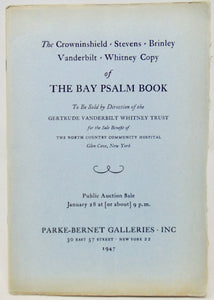 The Crowninshield · Stevens · Brinley
Vanderbilt · Whitney Copy
of
THE BAY PSALM BOOK
To Be Sold by Direction of the
GERTRUDE VANDERBILT WHITNEY TRUST
for the Sole Benefit of
THE NORTH COUNTRY COMMUNITY HOSPITAL
Glen Cove, New York
Public Auction Sale
January 28 at [or about] 9 p.m.
PARKE-BERNET GALLERIES · INC
30 EAST 57 STREET · NEW YORK 22
1947